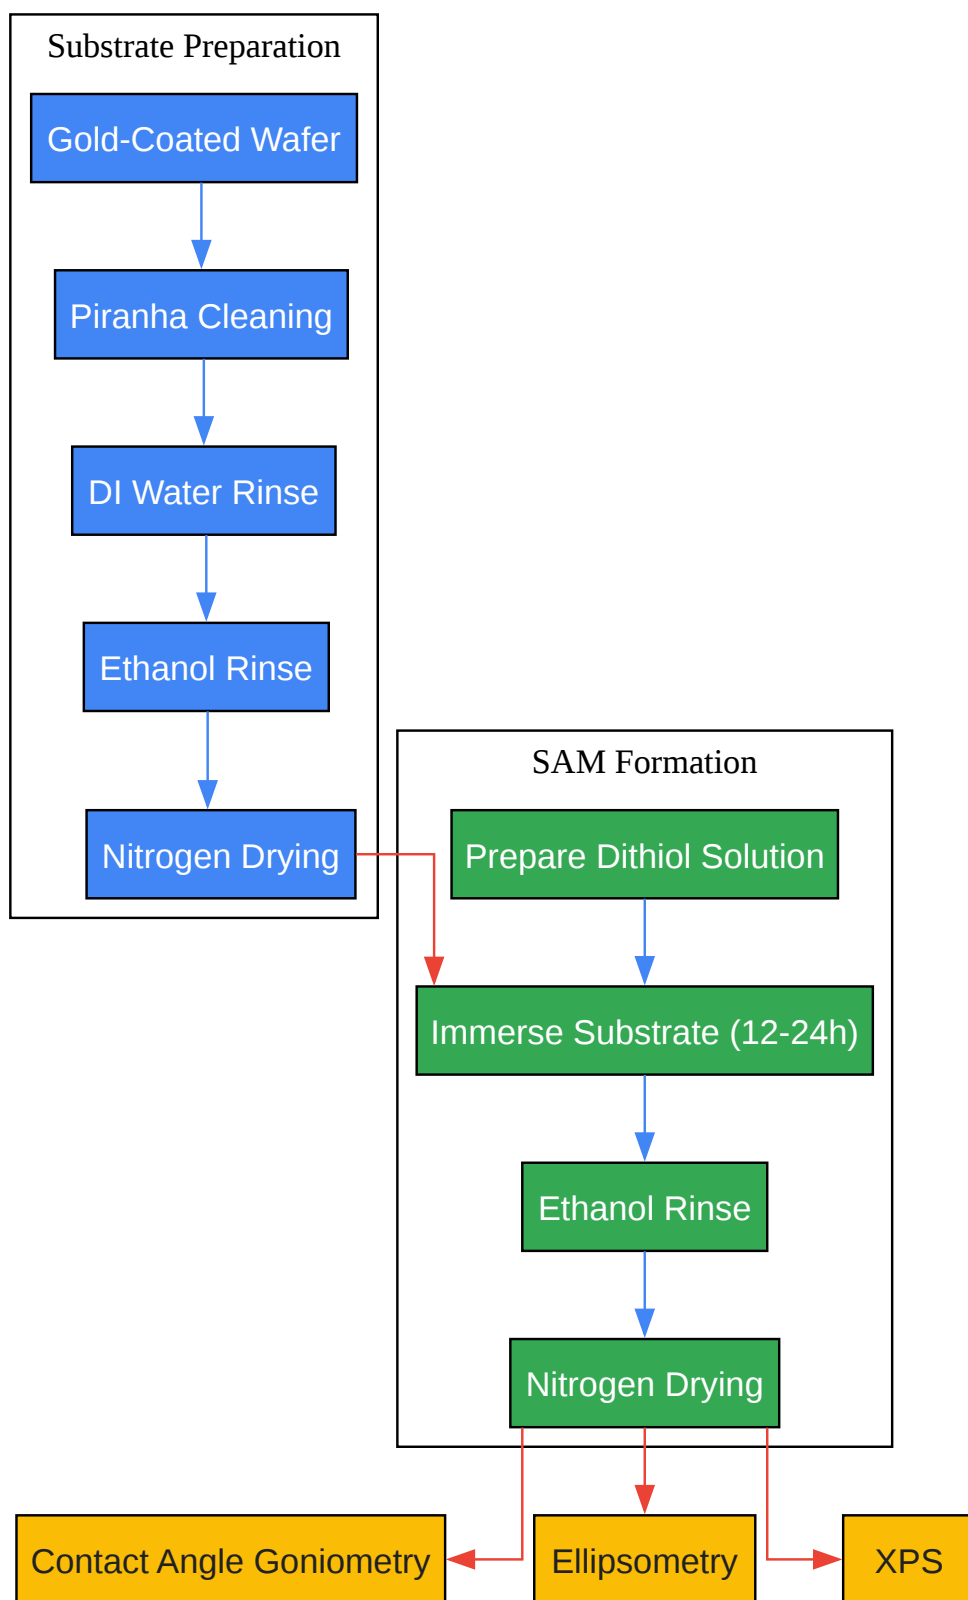 Substrate Preparation
Gold-Coated Wafer
Piranha Cleaning
DI Water Rinse
Ethanol Rinse
Nitrogen Drying
SAM Formation
Prepare Dithiol Solution
Immerse Substrate (12-24h)
Ethanol Rinse
Nitrogen Drying
Contact Angle Goniometry
Ellipsometry
XPS